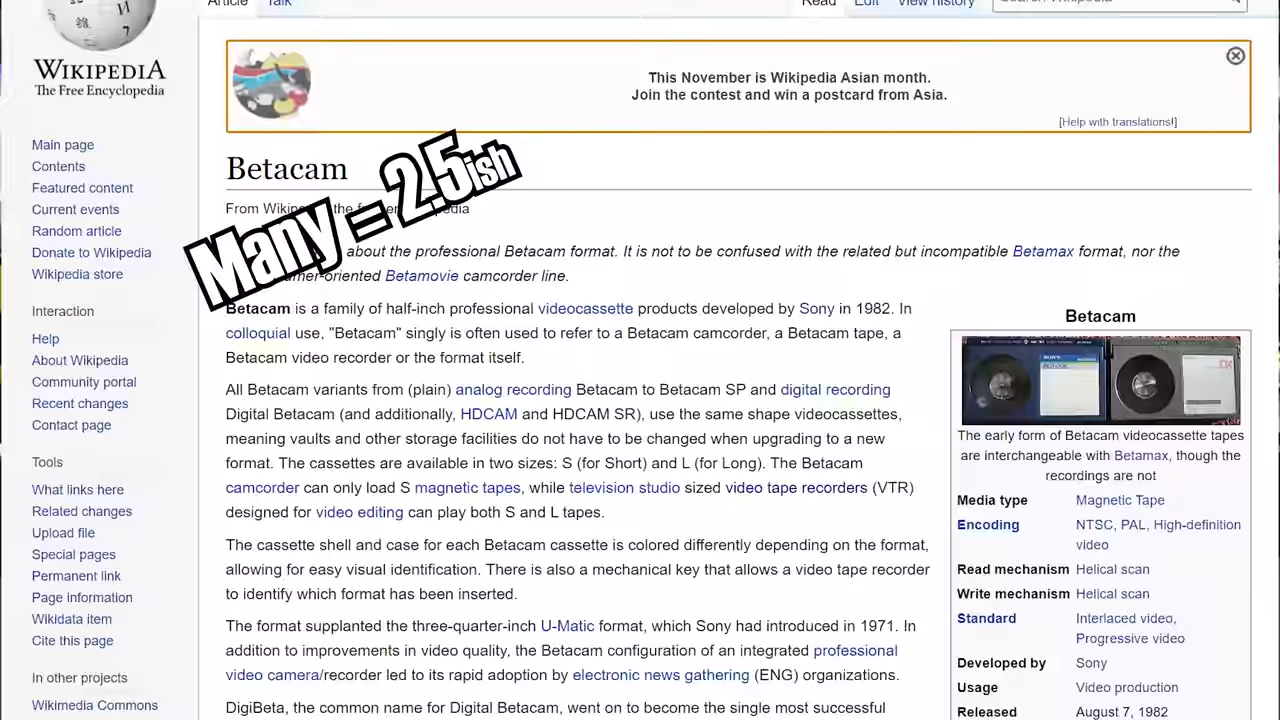 Article Talk Read Edit View history Search Wikipedia
WIKIPEDIA
The Free Encyclopedia
This November is Wikipedia Asian month.
Join the contest and win a postcard from Asia.
[Help with translations!]
Main page
Contents
Featured content
Current events
Random article
Donate to Wikipedia
Wikipedia store
Interaction
Help
About Wikipedia
Community portal
Recent changes
Contact page
Tools
What links here
Related changes
Upload file
Special pages
Permanent link
Page information
Wikidata item
Cite this page
In other projects
Wikimedia Commons
Betacam
Many = 2.5ish
From the
about the professional Betacam format. It is not to be confused with the related but incompatible Betamax format, nor the
Betamovie camcorder line.
Betacam is a family of half-inch professional videocassette products developed by Sony in 1982. In
colloquial use, "Betacam" singly is often used to refer to a Betacam camcorder, a Betacam tape, a
Betacam video recorder or the format itself.
All Betacam variants from (plain) analog recording Betacam to Betacam SP and digital recording
Digital Betacam (and additionally, HDCAM and HDCAM SR), use the same shape videocassettes,
meaning vaults and other storage facilities do not have to be changed when upgrading to a new
format. The cassettes are available in two sizes: S (for Short) and L (for Long). The Betacam
camcorder can only load S magnetic tapes, while television studio sized video tape recorders (VTR)
designed for video editing can play both S and L tapes.
The cassette shell and case for each Betacam cassette is colored differently depending on the format,
allowing for easy visual identification. There is also a mechanical key that allows a video tape recorder
to identify which format has been inserted.
The format supplanted the three-quarter-inch U-Matic format, which Sony had introduced in 1971. In
addition to improvements in video quality, the Betacam configuration of an integrated professional
video camera/recorder led to its rapid adoption by electronic news gathering (ENG) organizations.
DigiBeta, the common name for Digital Betacam, went on to become the single most successful
Betacam
The early form of Betacam videocassette tapes
are interchangeable with Betamax, though the
recordings are not
Media type Magnetic Tape
Encoding NTSC, PAL, High-definition
video
Read mechanism Helical scan
Write mechanism Helical scan
Standard Interlaced video,
Progressive video
Developed by Sony
Usage Video production
Released August 7, 1982